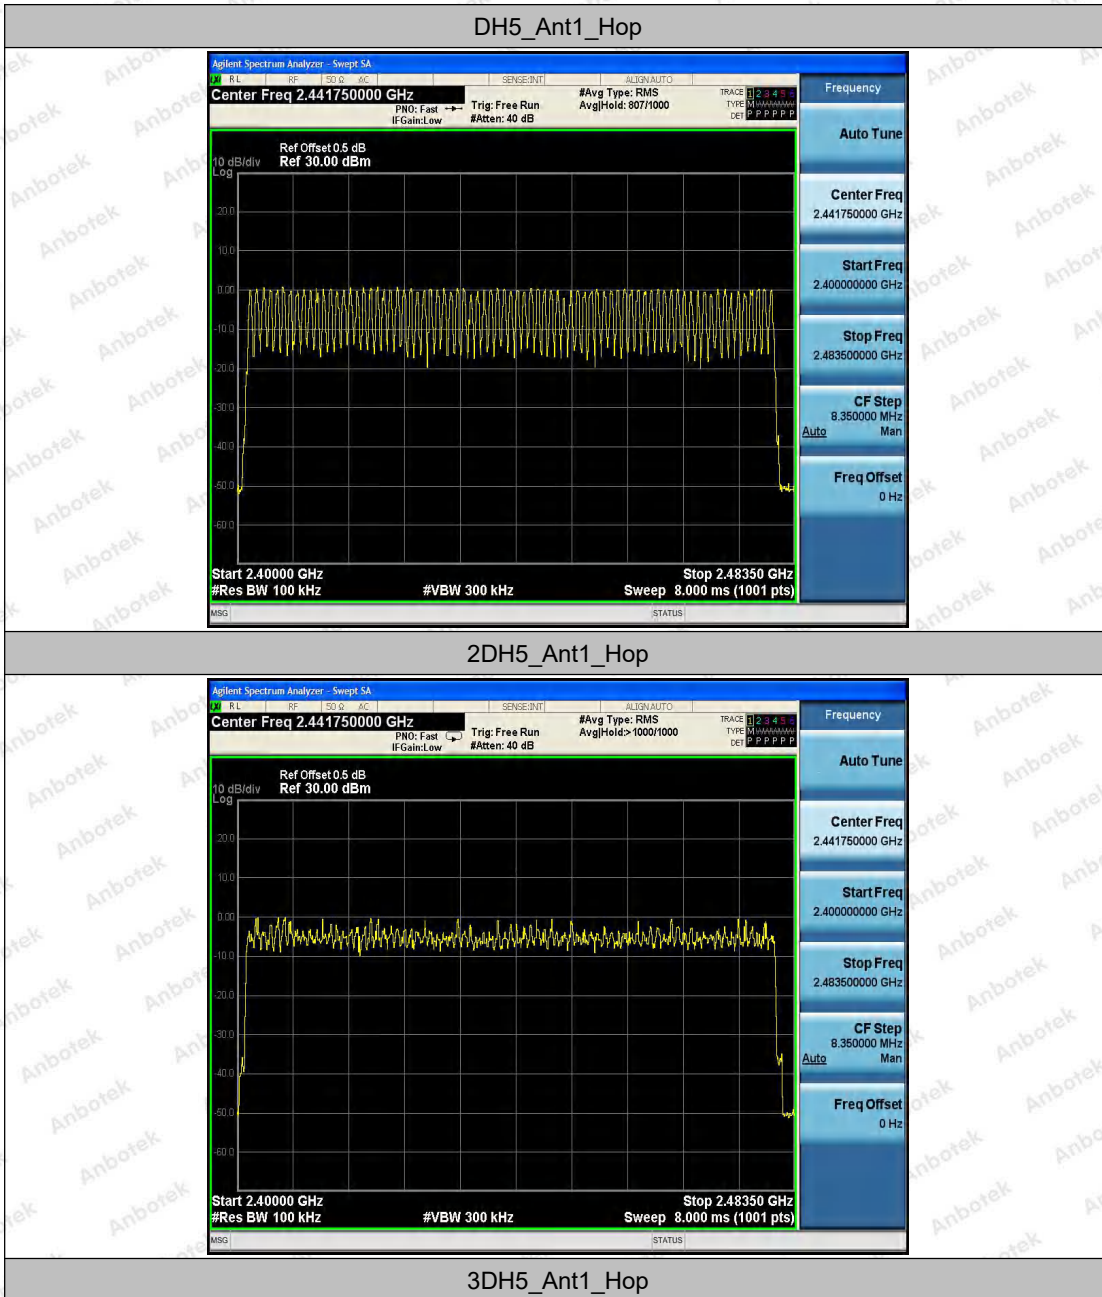 DH5_Ant1_Hop
Agilent Spectrum Analyzer - Swept SA
RL RF 50 Ω AC SENSE:INT ALIGNAUTO
Center Freq 2.441750000 GHz
PNO: Fast
IFGain:Low
Trig: Free Run
#Atten: 40 dB
#Avg Type: RMS
Avg|Hold: 807/1000
TRACE 1 2 3 4 5 6
TYPE M
DET P P P P P P
Ref Offset 0.5 dB
10 dB/div Ref 30.00 dBm
Log
20.0
10.0
0.00
-10.0
-20.0
-30.0
-40.0
-50.0
-60.0
Start 2.40000 GHz Stop 2.48350 GHz
#Res BW 100 kHz #VBW 300 kHz Sweep 8.000 ms (1001 pts)
MSG STATUS
Frequency
Auto Tune
Center Freq
2.441750000 GHz
Start Freq
2.400000000 GHz
Stop Freq
2.483500000 GHz
CF Step
8.350000 MHz
Auto Man
Freq Offset
0 Hz
2DH5_Ant1_Hop
Agilent Spectrum Analyzer - Swept SA
RL RF 50 Ω AC SENSE:INT ALIGNAUTO
Center Freq 2.441750000 GHz
PNO: Fast
IFGain:Low
Trig: Free Run
#Atten: 40 dB
#Avg Type: RMS
Avg|Hold:>1000/1000
TRACE 1 2 3 4 5 6
TYPE M
DET P P P P P P
Ref Offset 0.5 dB
10 dB/div Ref 30.00 dBm
Log
20.0
10.0
0.00
-10.0
-20.0
-30.0
-40.0
-50.0
-60.0
Start 2.40000 GHz Stop 2.48350 GHz
#Res BW 100 kHz #VBW 300 kHz Sweep 8.000 ms (1001 pts)
MSG STATUS
Frequency
Auto Tune
Center Freq
2.441750000 GHz
Start Freq
2.400000000 GHz
Stop Freq
2.483500000 GHz
CF Step
8.350000 MHz
Auto Man
Freq Offset
0 Hz
3DH5_Ant1_Hop